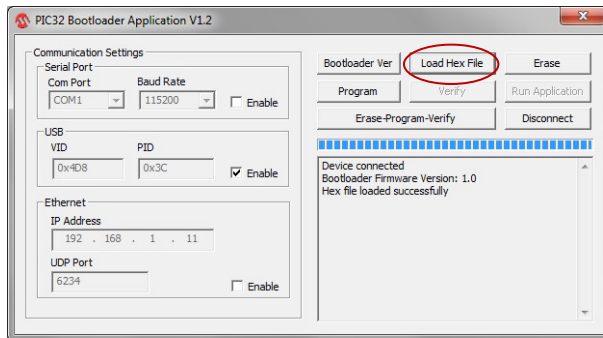 PIC32 Bootloader Application V1.2
Communication Settings
Serial Port
Com Port Baud Rate
COM1 115200 Enable
USB
VID PID
0x4D8 0x3C Enable
Ethernet
IP Address
192 . 168 . 1 . 11
UDP Port
6234 Enable
Bootloader Ver Load Hex File Erase
Program Verify Run Application
Erase-Program-Verify Disconnect
Device connected
Bootloader Firmware Version: 1.0
Hex file loaded successfully